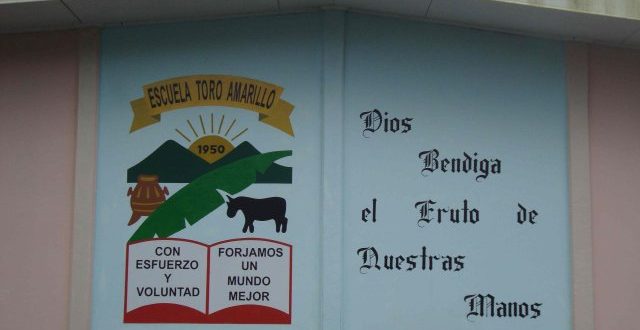 ESCUELA TORO AMARILLO
1950
CON
ESFUERZO
Y
VOLUNTAD
FORJAMOS
UN
MUNDO
MEJOR
Dios
Bendiga
el Fruto de
Nuestras
Manos